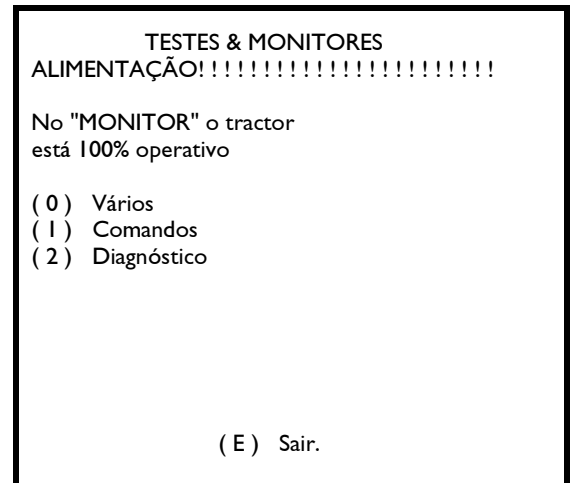 TESTES & MONITORES
ALIMENTAÇÃO! ! ! ! ! ! ! ! ! ! ! ! ! ! ! ! ! ! ! ! ! ! !
No "MONITOR" o tractor
está 100% operativo
( 0 ) Vários
( 1 ) Comandos
( 2 ) Diagnóstico
( E ) Sair.